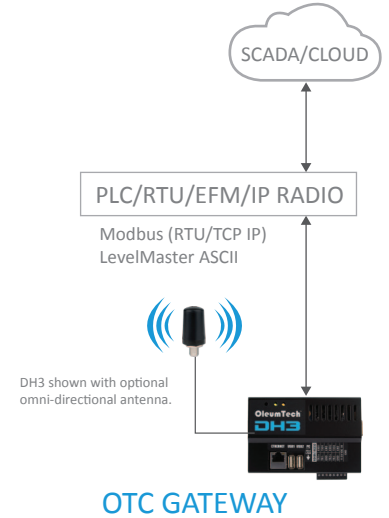 SCADA/CLOUD
PLC/RTU/EFM/IP RADIO
Modbus (RTU/TCP IP)
LevelMaster ASCII
DH3 shown with optional
omni-directional antenna.
OleumTech
DH3
ETHERNET
OTC GATEWAY